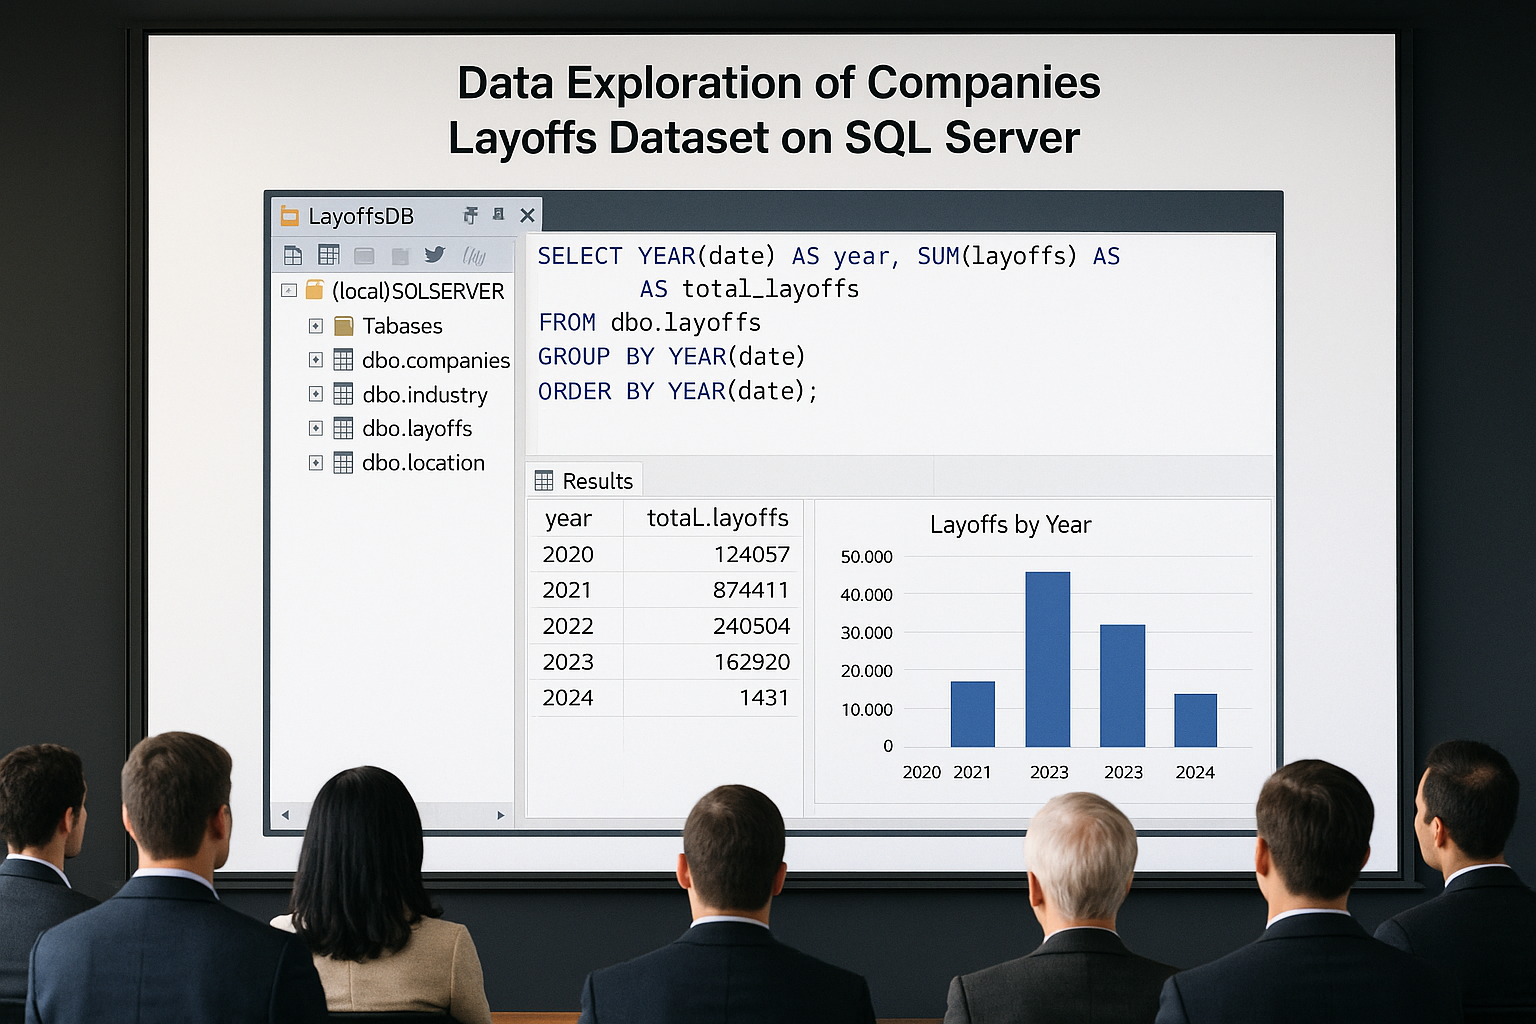 Data Exploration of Companies
Layoffs Dataset on SQL Server
LayoffsDB
(local)SOLSERVER
Tabases
dbo.companies
dbo.industry
dbo.layoffs
dbo.location
SELECT YEAR(date) AS year, SUM(layoffs) AS
AS total_layoffs
FROM dbo.layoffs
GROUP BY YEAR(date)
ORDER BY YEAR(date);
Results
year totaL.layoffs
2020 124057
2021 874411
2022 240504
2023 162920
2024 1431
Layoffs by Year
50.000
40.000
30.000
20.000
10.000
0
2020 2021 2023 2023 2024